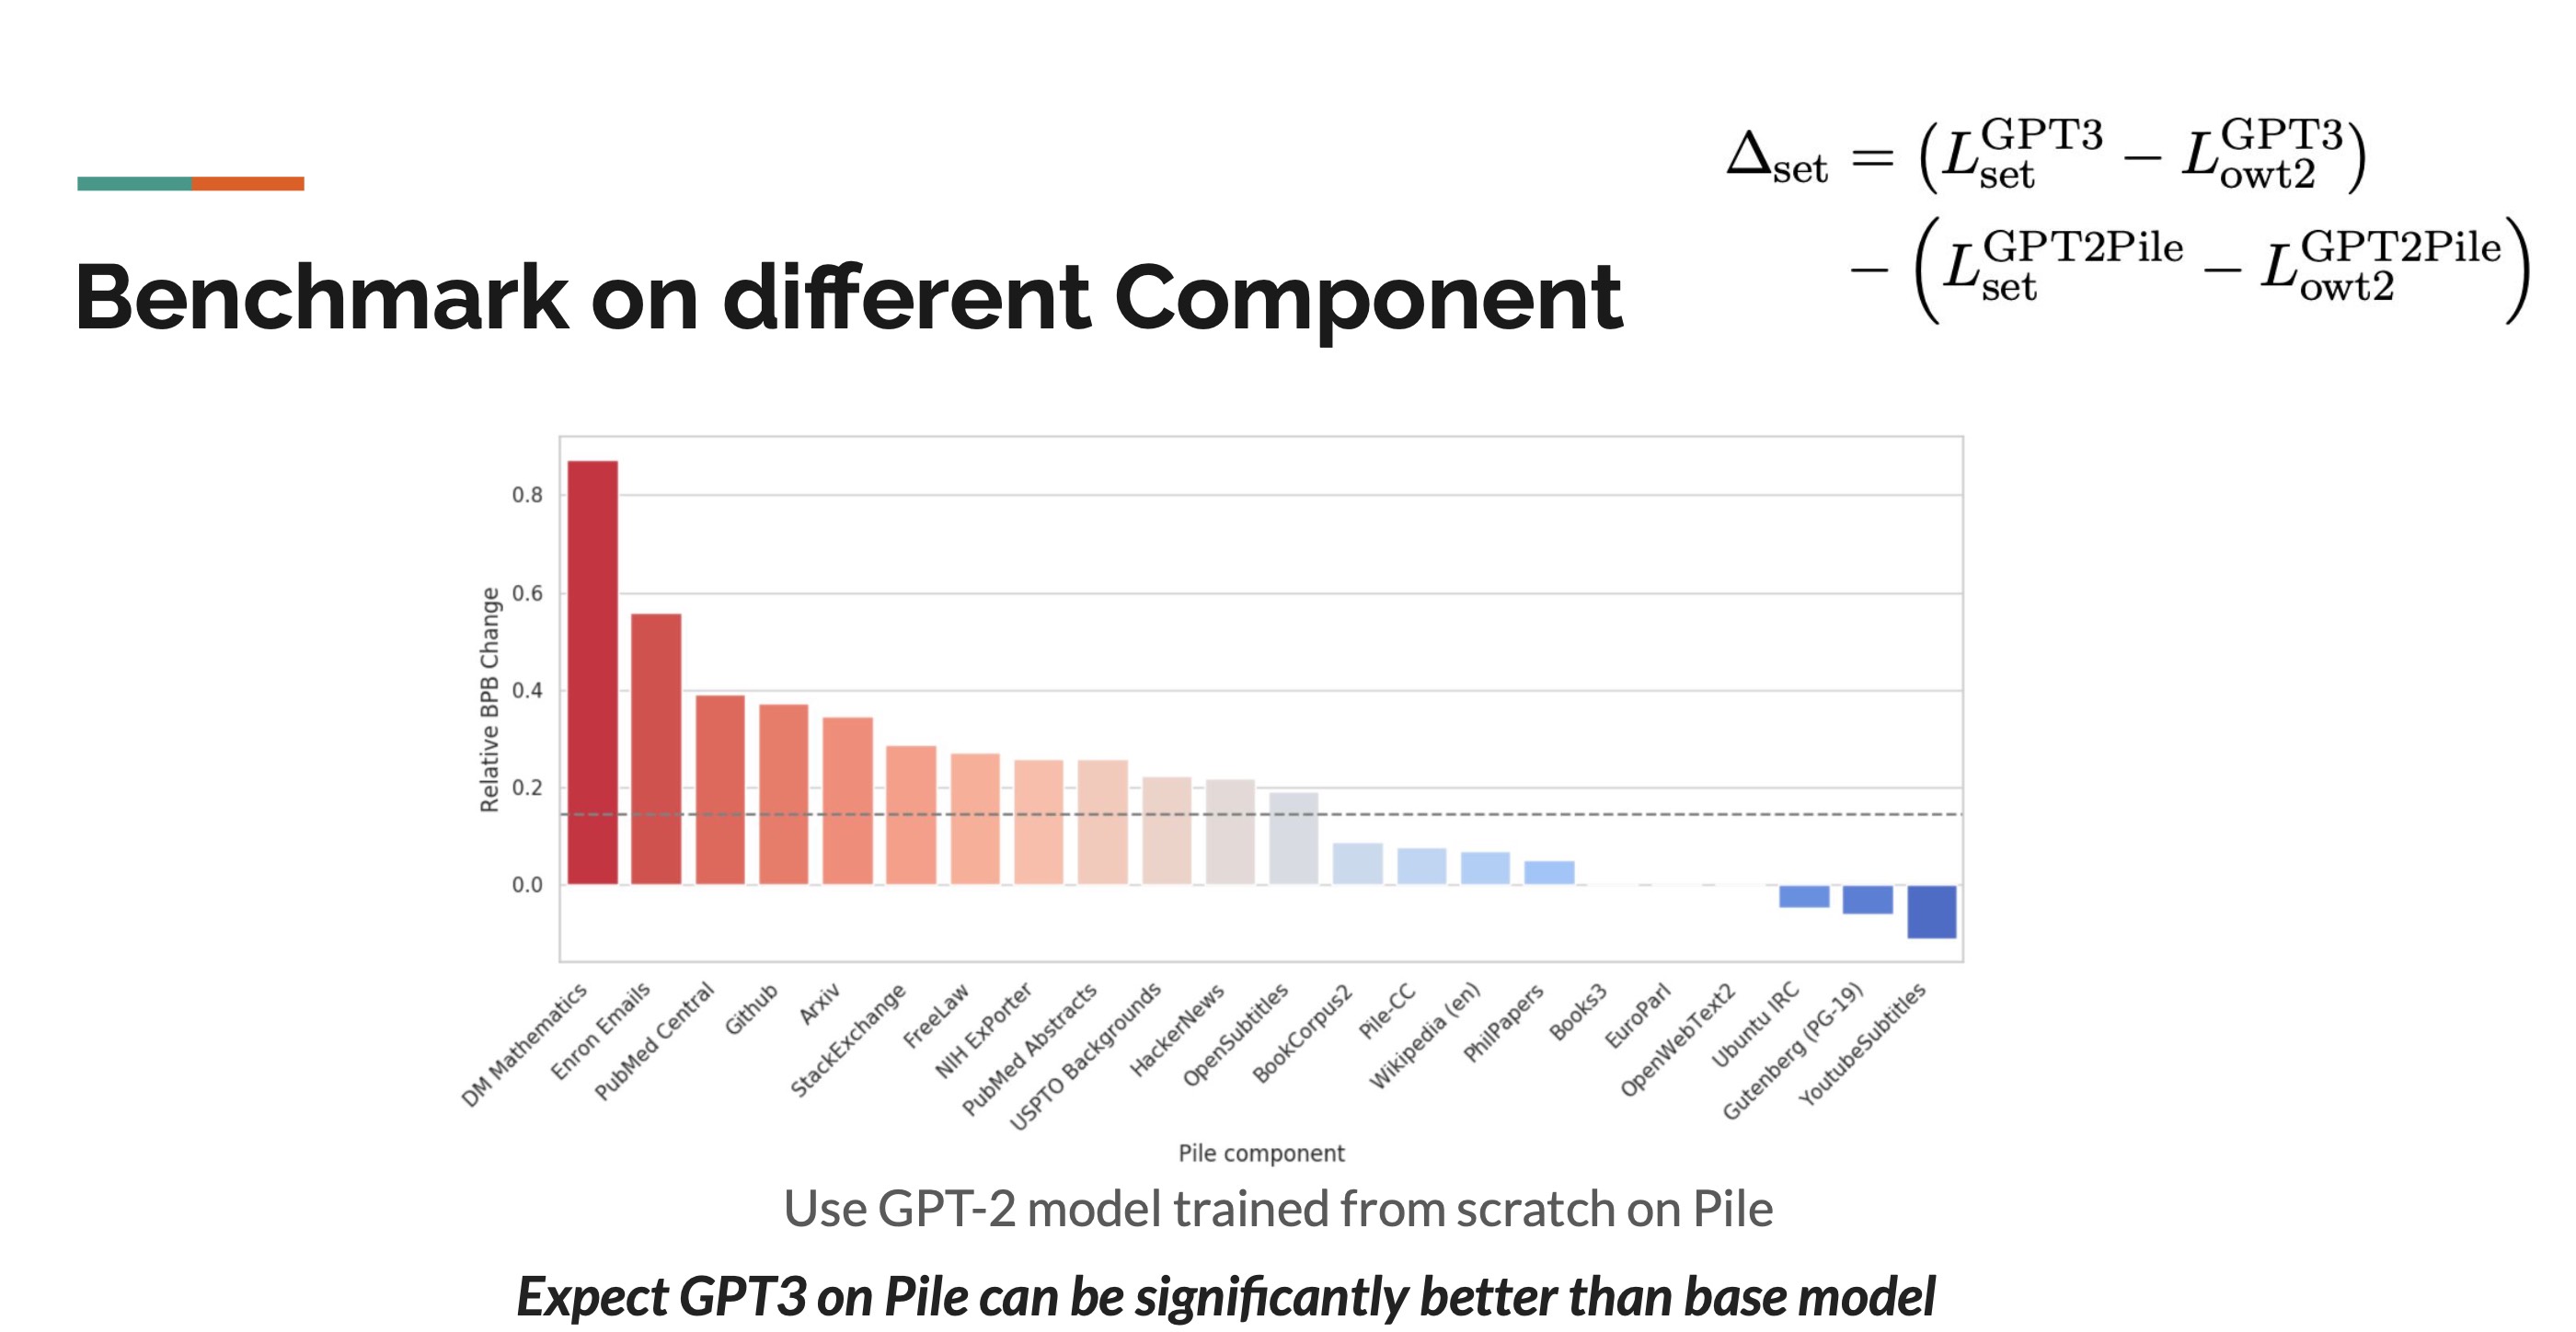 Δset = (L^GPT3_set − L^GPT3_owt2)
− (L^GPT2Pile_set − L^GPT2Pile_owt2)
Benchmark on different Component
Relative BPB Change
0.8
0.6
0.4
0.2
0.0
DM Mathematics
Enron Emails
PubMed Central
Github
Arxiv
StackExchange
FreeLaw
NIH ExPorter
PubMed Abstracts
USPTO Backgrounds
HackerNews
OpenSubtitles
BookCorpus2
Pile-CC
Wikipedia (en)
PhilPapers
Books3
EuroParl
OpenWebText2
Ubuntu IRC
Gutenberg (PG-19)
YoutubeSubtitles
Pile component
Use GPT-2 model trained from scratch on Pile
Expect GPT3 on Pile can be significantly better than base model